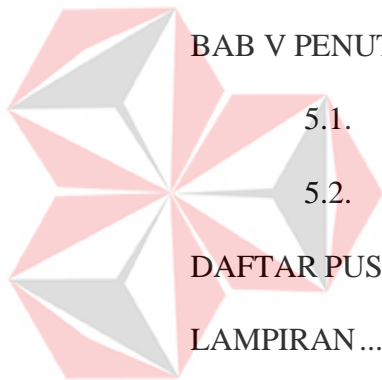 BAB V PENUT
5.1.
5.2.
DAFTAR PUS
LAMPIRAN ...